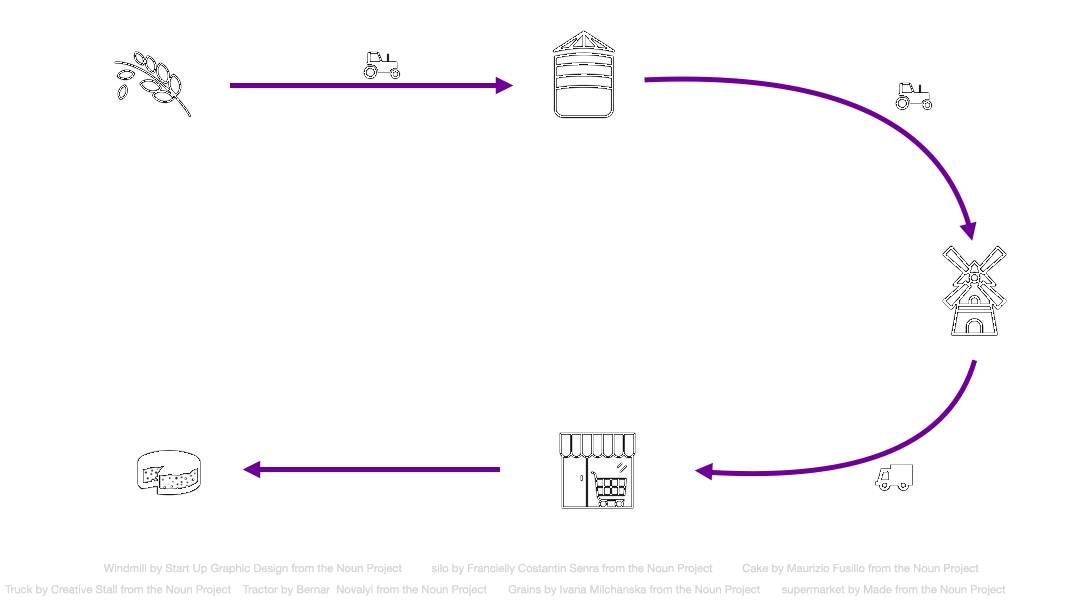 Windmill by Start Up Graphic Design from the Noun Project silo by Francielly Costantin Senra from the Noun Project Cake by Maurizio Fusillo from the Noun Project
Truck by Creative Stall from the Noun Project Tractor by Bernar Novalyi from the Noun Project Grains by Ivana Milchanska from the Noun Project supermarket by Made from the Noun Project